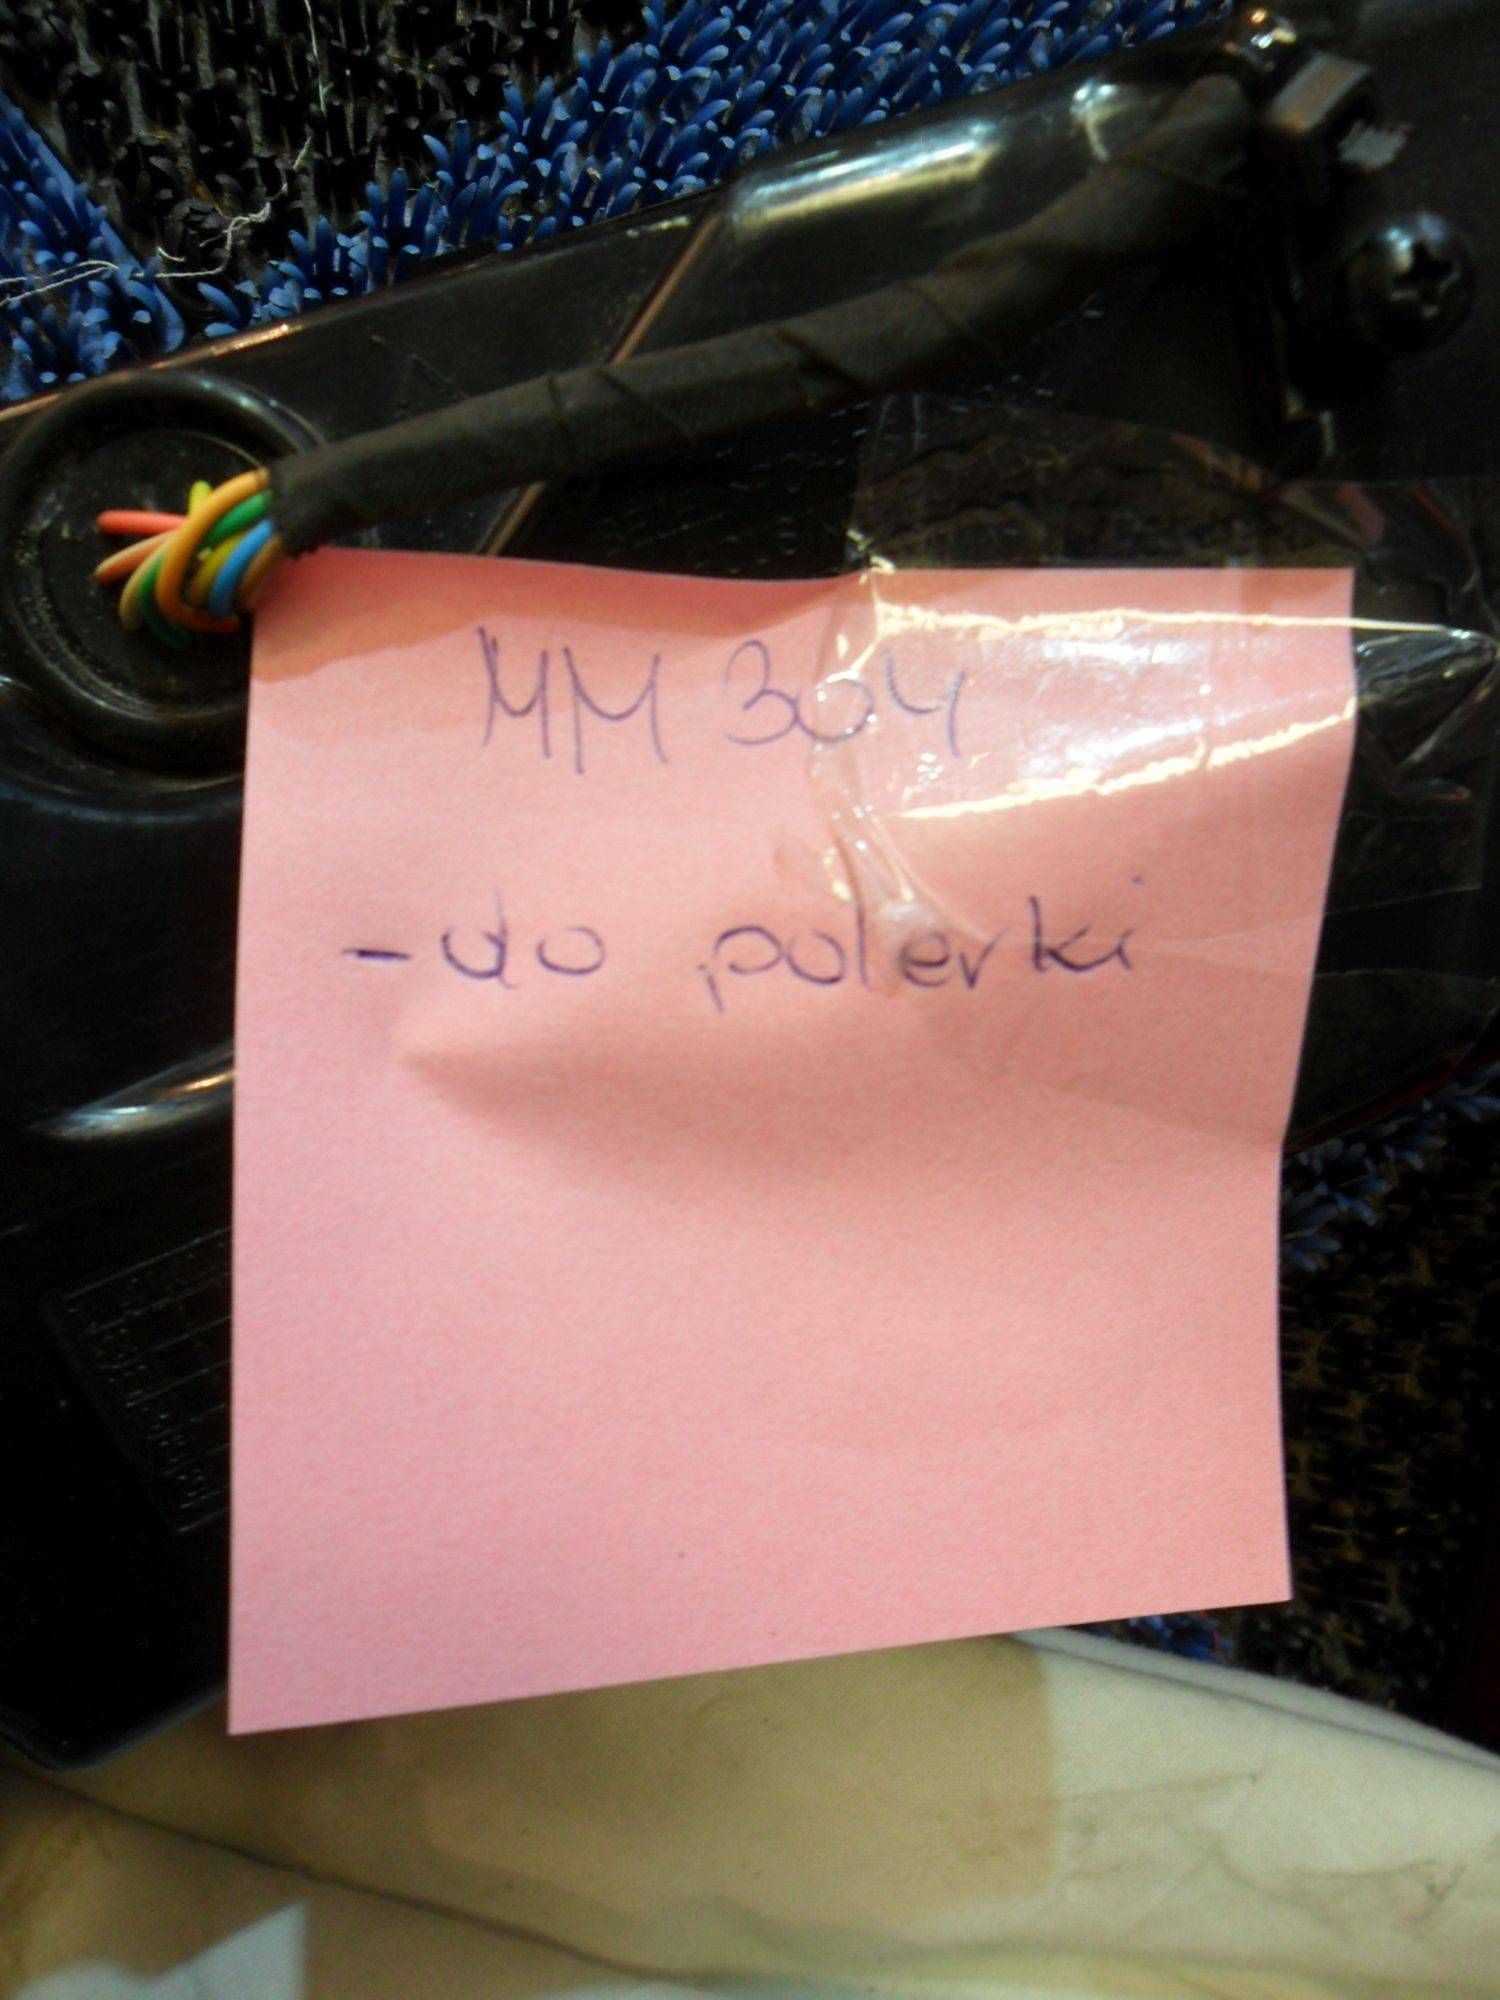 MM 304
- do polerki